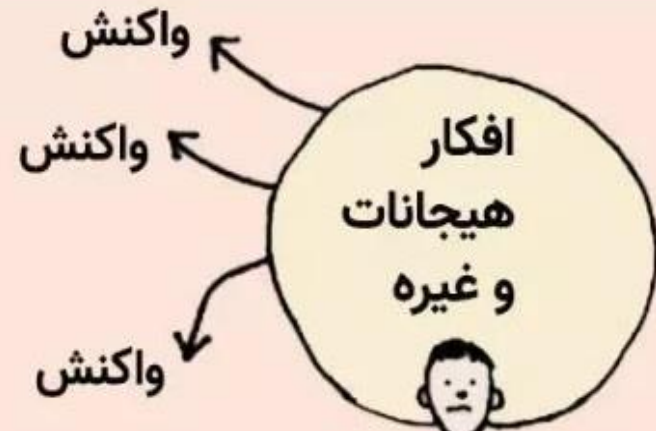 واکنش
واکنش
واکنش
افکار
هیجانات
و غیره